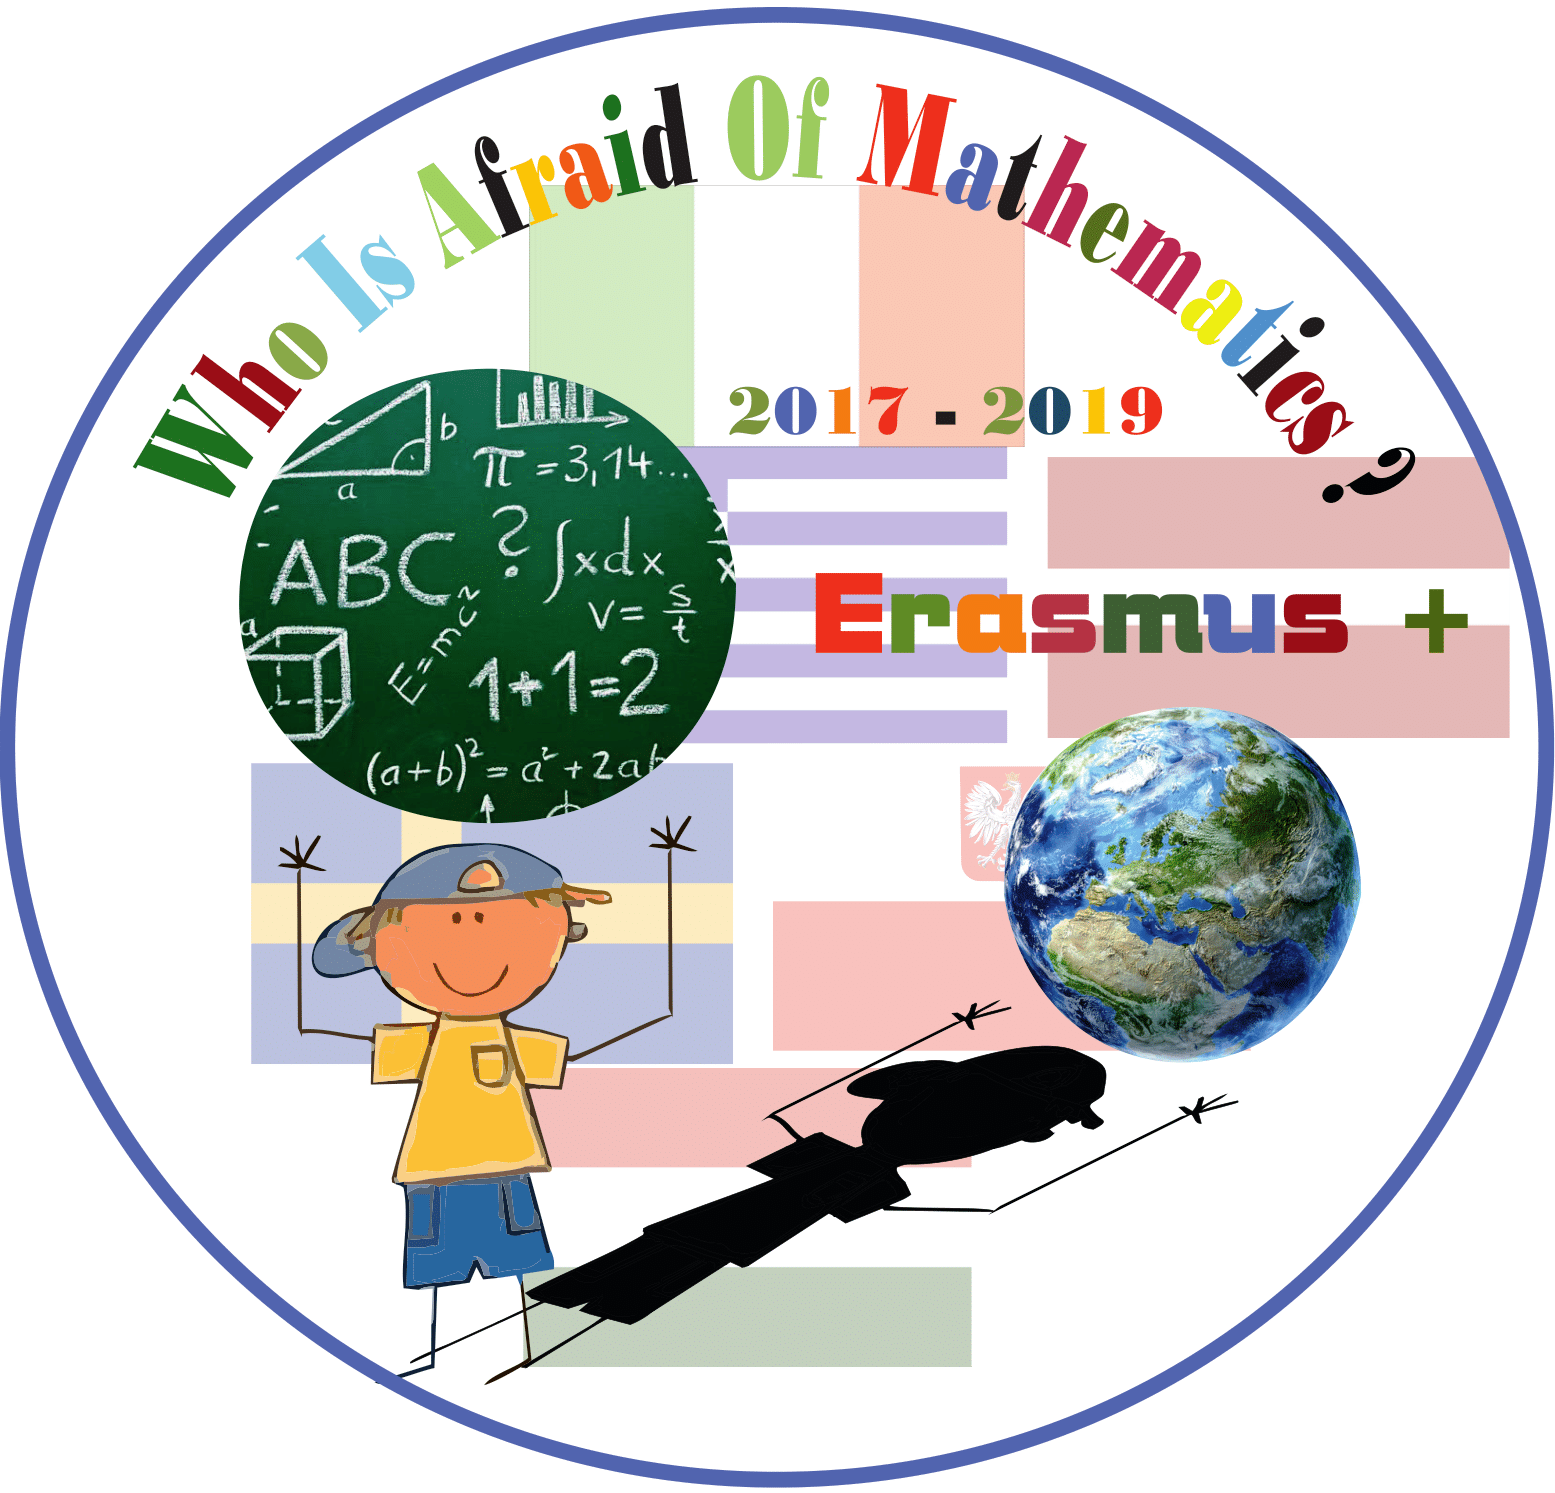 Who Is Afraid Of Mathematics ?
2017 - 2019
Erasmus +
b
a
π = 3,14...
?
ABC
∫xdx
v= s/t
E=mc²
a
1+1=2
(a+b)² = a² + 2ab